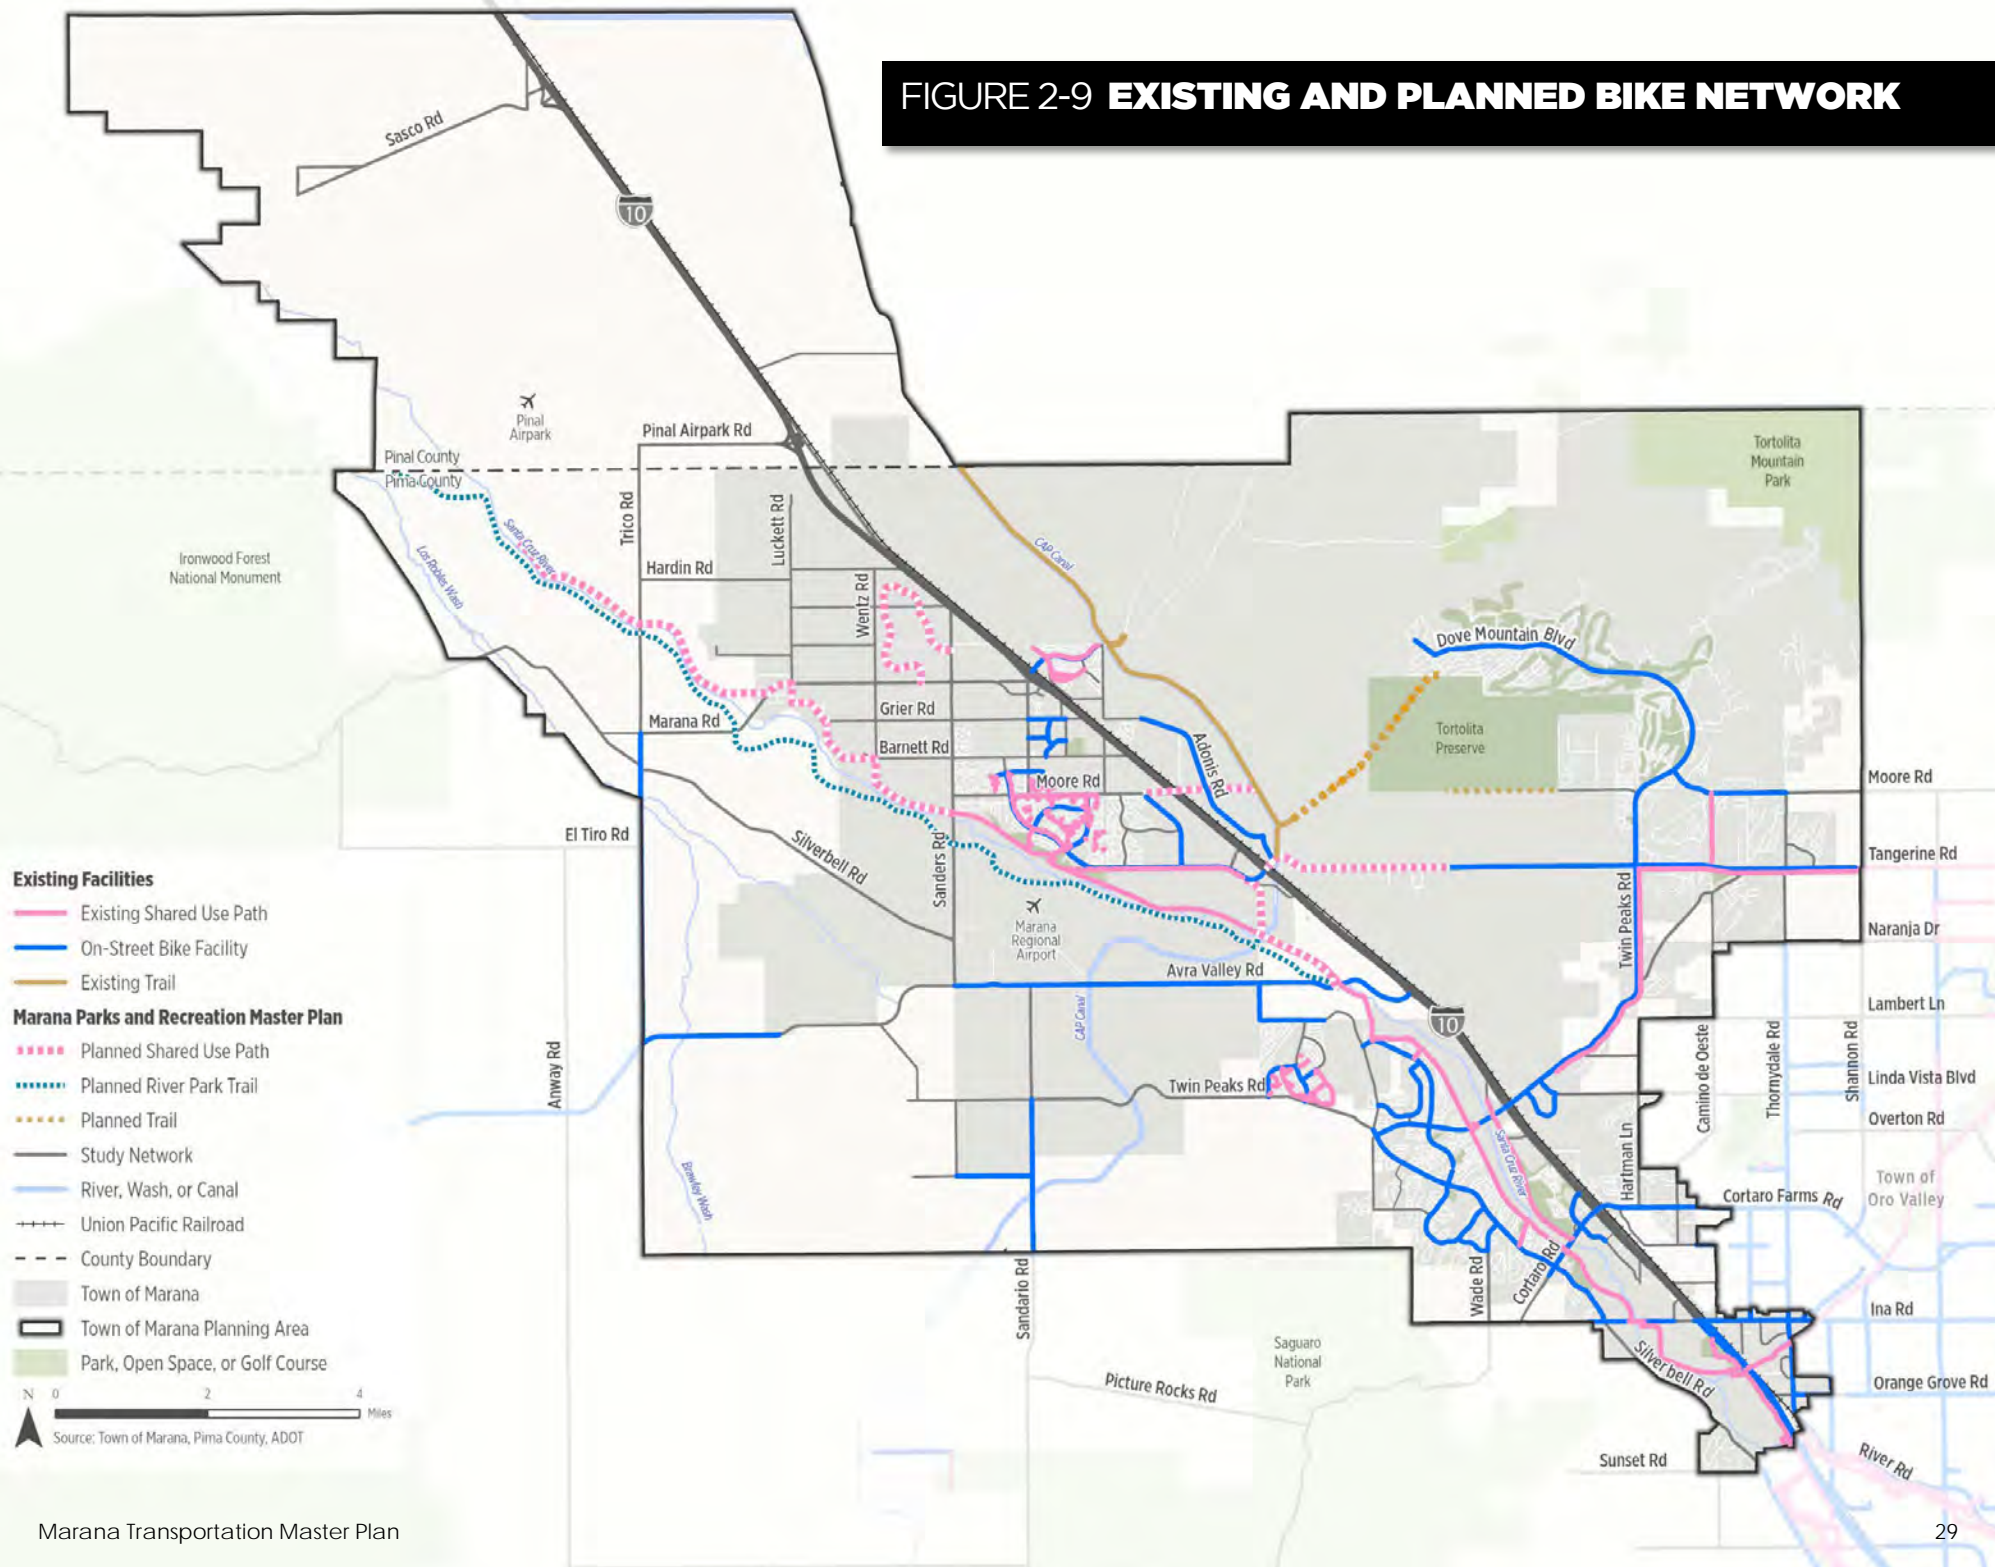 FIGURE 2-9 EXISTING AND PLANNED BIKE NETWORK
Sasco Rd
10
Pinal
Airpark
Pinal Airpark Rd
Pinal County
Pima County
Tortolita
Mountain
Park
Trico Rd
Luckett Rd
Santa Cruz River
Los Robles Wash
CAP Canal
Ironwood Forest
National Monument
Hardin Rd
Wentz Rd
Dove Mountain Blvd
Marana Rd
Grier Rd
Barnett Rd
Adonis Rd
Tortolita
Preserve
Moore Rd
Moore Rd
El Tiro Rd
Silverbell Rd
Sanders Rd
Tangerine Rd
Marana
Regional
Airport
Twin Peaks Rd
Naranja Dr
Avra Valley Rd
CAP Canal
10
Lambert Ln
Anway Rd
Camino de Oeste
Thornydale Rd
Shannon Rd
Twin Peaks Rd
Linda Vista Blvd
Overton Rd
Santa Cruz River
Hartman Ln
Brawley Wash
Town of
Oro Valley
Cortaro Farms Rd
Sandario Rd
Wade Rd
Cortaro Rd
Ina Rd
Saguaro
National
Park
Silverbell Rd
Picture Rocks Rd
Orange Grove Rd
Sunset Rd
River Rd
Existing Facilities
Existing Shared Use Path
On-Street Bike Facility
Existing Trail
Marana Parks and Recreation Master Plan
Planned Shared Use Path
Planned River Park Trail
Planned Trail
Study Network
River, Wash, or Canal
Union Pacific Railroad
County Boundary
Town of Marana
Town of Marana Planning Area
Park, Open Space, or Golf Course
N 0 2 4
Miles
Source: Town of Marana, Pima County, ADOT
Marana Transportation Master Plan
29